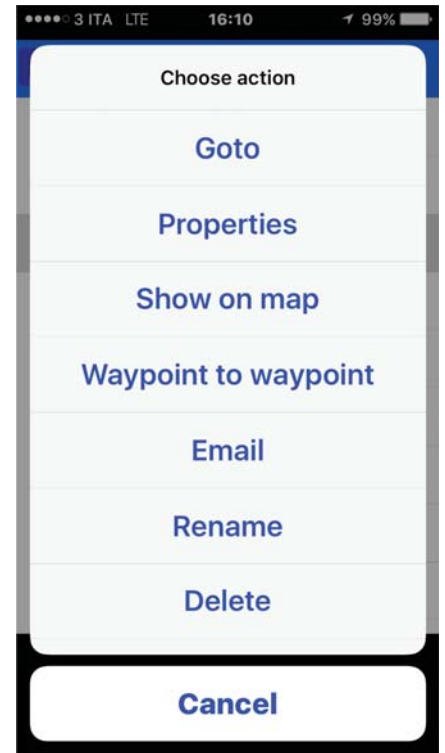 3 ITA LTE 16:10 99%
Choose action
Goto
Properties
Show on map
Waypoint to waypoint
Email
Rename
Delete
Cancel